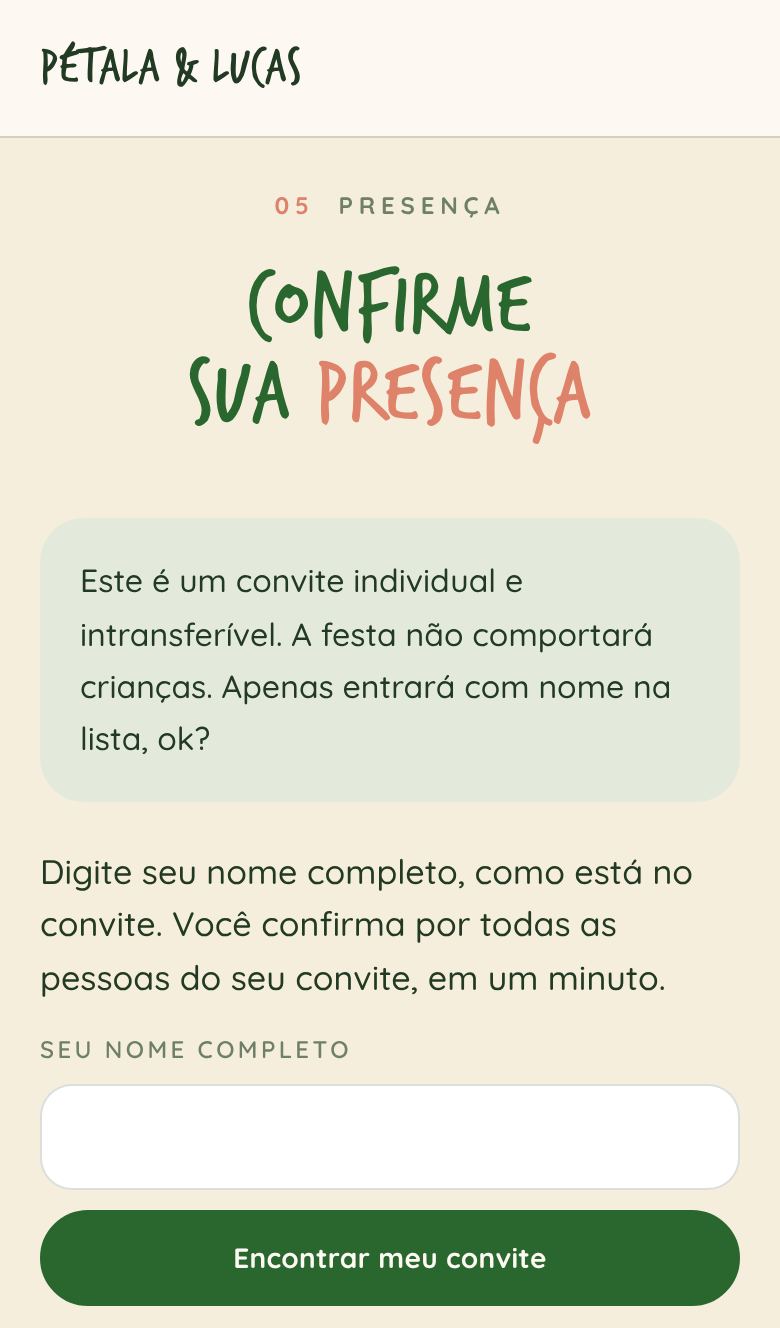 PÉTALA & LUCAS
05 PRESENÇA
CONFIRME
SUA PRESENÇA
Este é um convite individual e
intransferível. A festa não comportará
crianças. Apenas entrará com nome na
lista, ok?
Digite seu nome completo, como está no
convite. Você confirma por todas as
pessoas do seu convite, em um minuto.
SEU NOME COMPLETO
Encontrar meu convite